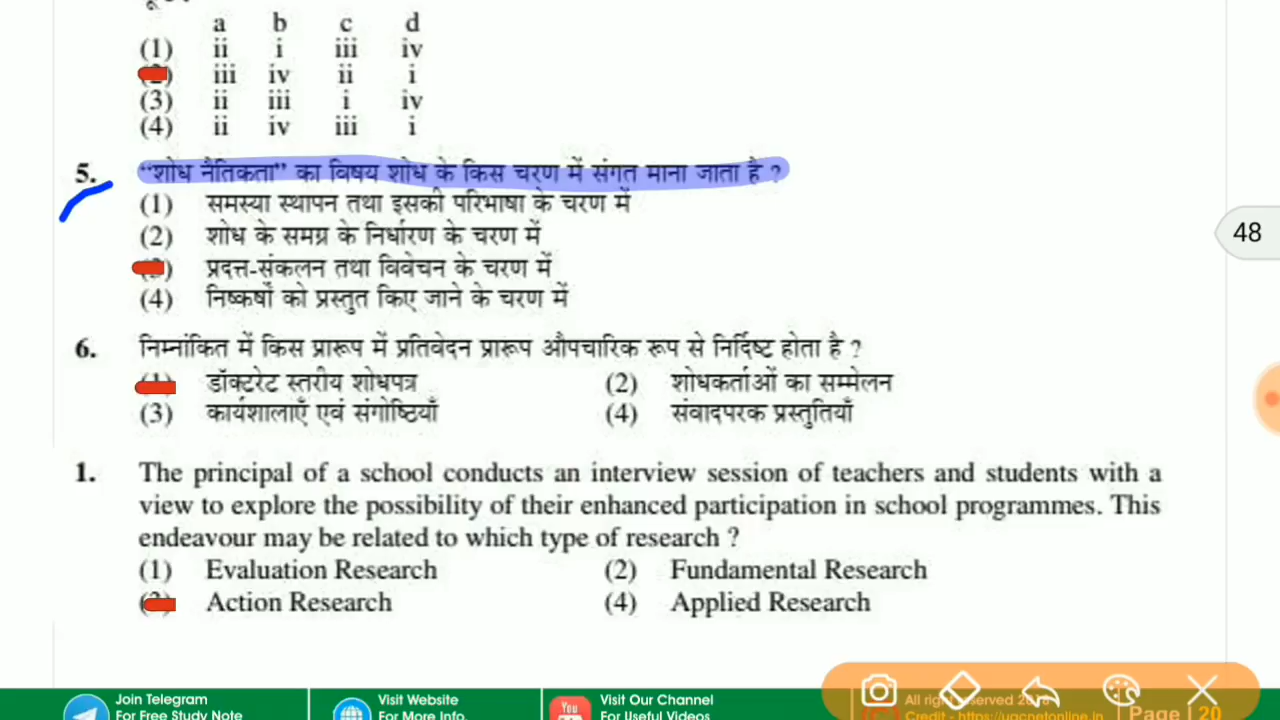 a b c d
(1) ii i iii iv
iii iv ii i
(3) ii iii i iv
(4) ii iv iii i
5. “शोध नैतिकता” का विषय शोध के किस चरण में संगत माना जाता है ?
(1) समस्या स्थापन तथा इसकी परिभाषा के चरण में
(2) शोध के समग्र के निर्धारण के चरण में
प्रदत्त-संकलन तथा विवेचन के चरण में
(4) निष्कर्षों को प्रस्तुत किए जाने के चरण में
48
6. निम्नांकित में किस प्रारूप में प्रतिवेदन प्रारूप औपचारिक रूप से निर्दिष्ट होता है ?
डॉक्टरेट स्तरीय शोधपत्र (2) शोधकर्ताओं का सम्मेलन
(3) कार्यशालाएँ एवं संगोष्ठियाँ (4) संवादपरक प्रस्तुतियाँ
1. The principal of a school conducts an interview session of teachers and students with a
view to explore the possibility of their enhanced participation in school programmes. This
endeavour may be related to which type of research ?
(1) Evaluation Research (2) Fundamental Research
Action Research (4) Applied Research
Join Telegram Visit Website Visit Our Channel
For Free Study Note For More Info. You For Useful Videos Page | 20